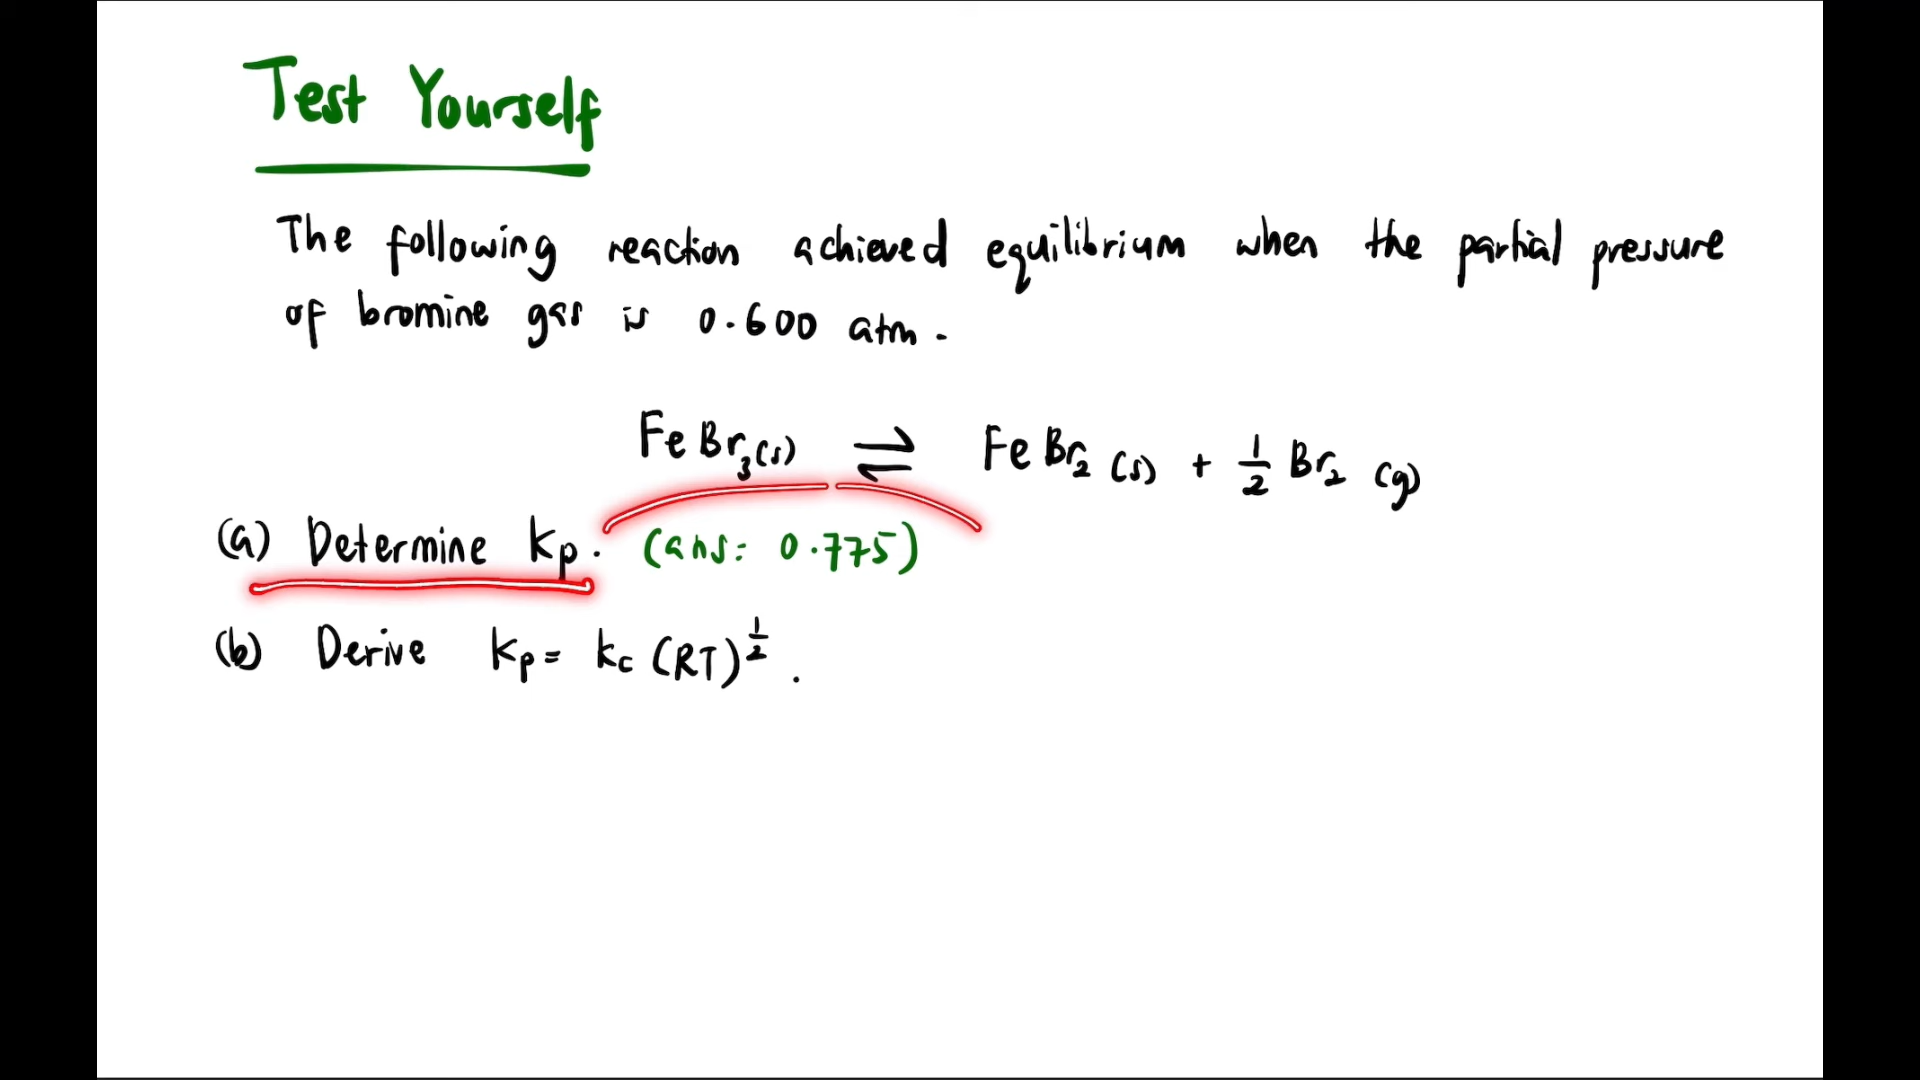 Test Yourself
The following reaction achieved equilibrium when the partial pressure
of bromine gas is 0.600 atm.
FeBr₃(s) ⇌ FeBr₂ (s) + ½ Br₂ (g)
(a) Determine Kp. (ans: 0.775)
(b) Derive Kp = Kc (RT)^½.